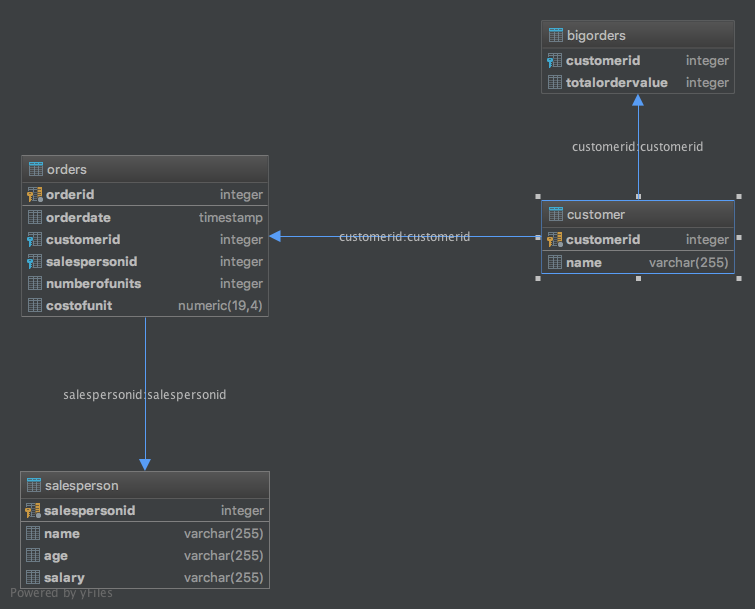 bigorders
customerid integer
totalordervalue integer
customerid:customerid
orders
orderid integer
orderdate timestamp
customerid integer
salespersonid integer
numberofunits integer
costofunit numeric(19,4)
customerid:customerid
customer
customerid integer
name varchar(255)
salespersonid:salespersonid
salesperson
salespersonid integer
name varchar(255)
age varchar(255)
salary varchar(255)
Powered by yFiles